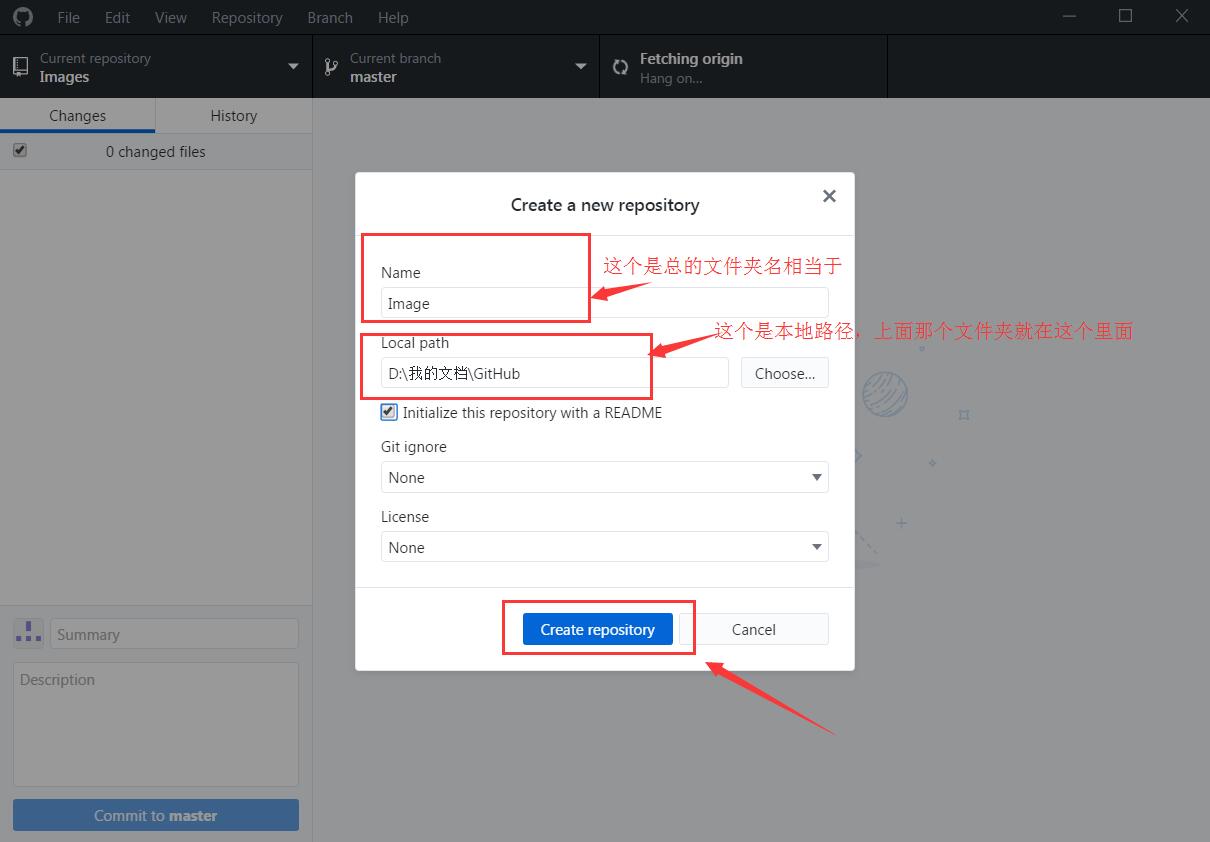 File Edit View Repository Branch Help
Current repository
Images
Current branch
master
Fetching origin
Hang on...
Changes History
0 changed files
Create a new repository
这个是总的文件夹名相当于
Name
Image
这个是本地路径，上面那个文件夹就在这个里面
Local path
D:\我的文档\GitHub
Choose...
Initialize this repository with a README
Git ignore
None
License
None
Create repository
Cancel
Summary
Description
Commit to master